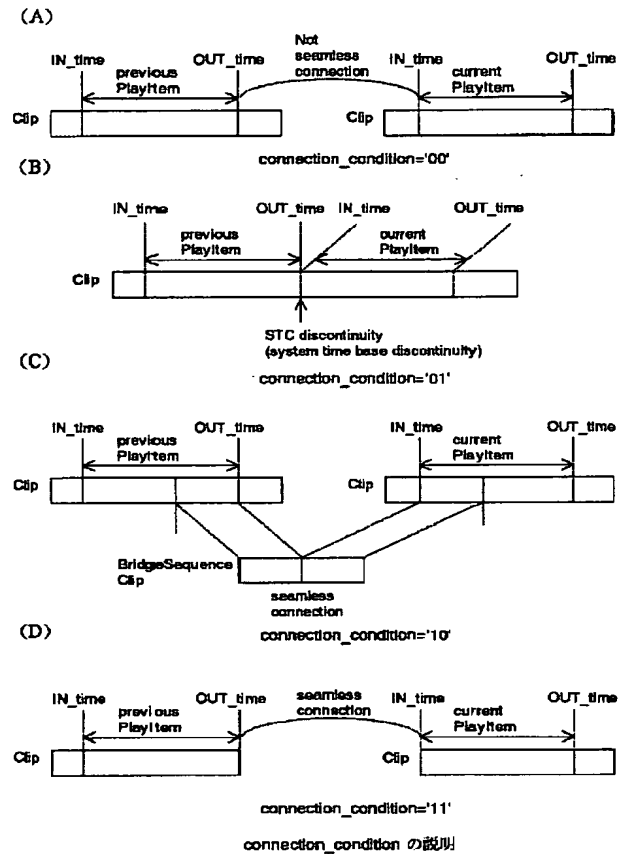 (A)
Not
seamless
connection
IN_time
OUT_time
IN_time
OUT_time
previous
PlayItem
current
PlayItem
Clip
Clip
connection_condition='00'
(B)
IN_time
OUT_time
IN_time
OUT_time
previous
PlayItem
current
PlayItem
Clip
STC discontinuity
(system time base discontinuity)
(C)
connection_condition='01'
IN_time
OUT_time
IN_time
OUT_time
previous
PlayItem
current
PlayItem
Clip
Clip
BridgeSequence
Clip
seamless
connection
(D)
connection_condition='10'
IN_time
OUT_time
seamless
connection
IN_time
OUT_time
previous
PlayItem
current
PlayItem
Clip
Clip
connection_condition='11'
connection_condition の説明